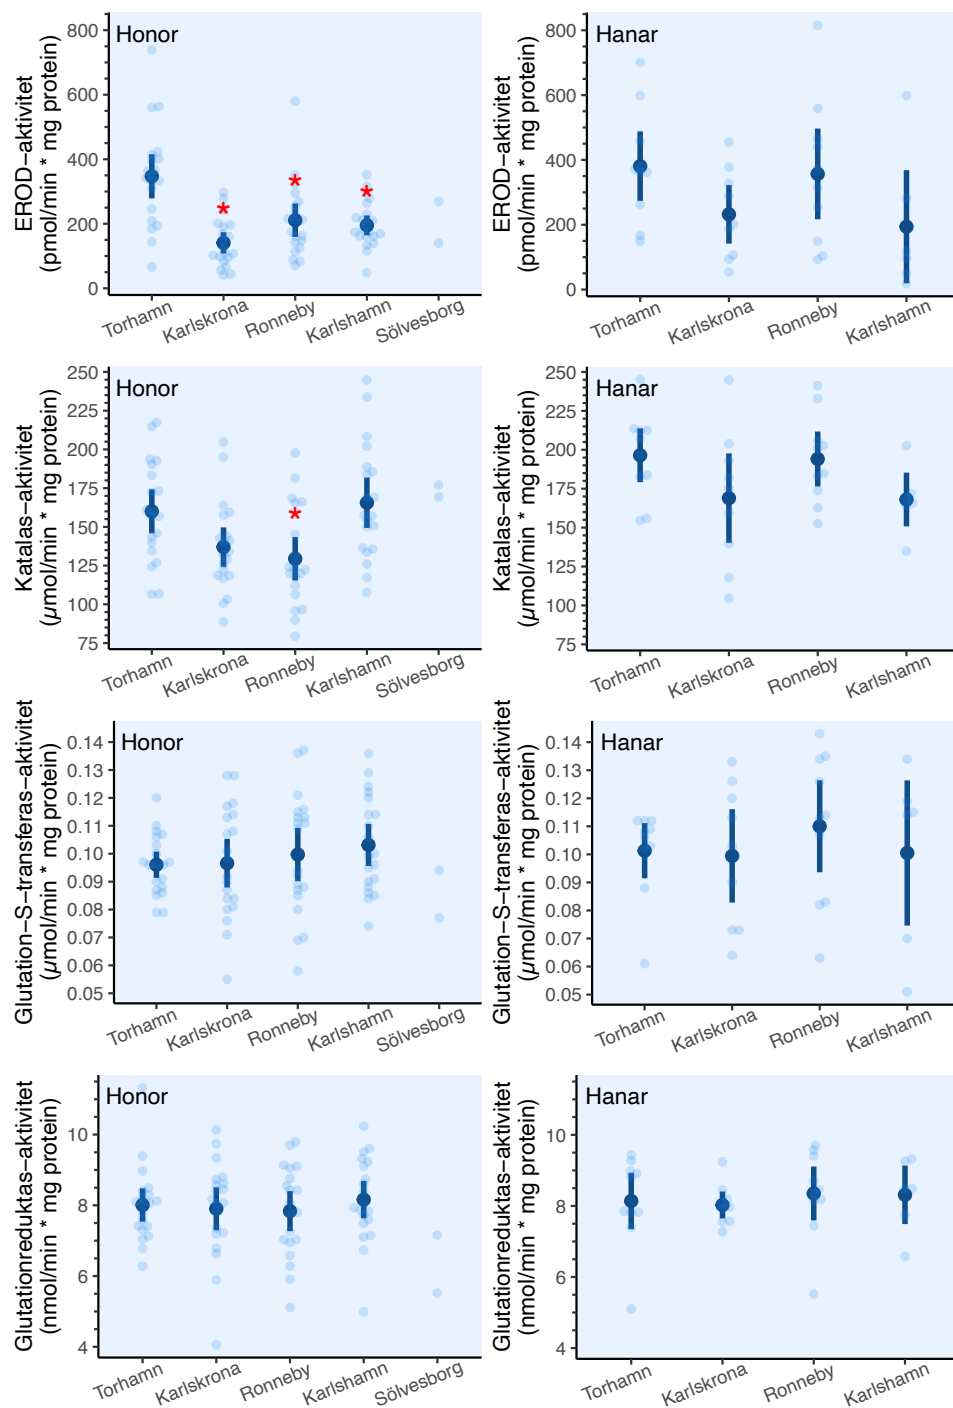 Honor
EROD−aktivitet
(pmol/min * mg protein)
800
600
400
200
0
*
*
*
Torhamn
Karlskrona
Ronneby
Karlshamn
Sölvesborg
Hanar
EROD−aktivitet
(pmol/min * mg protein)
800
600
400
200
0
Torhamn
Karlskrona
Ronneby
Karlshamn
Honor
Katalas−aktivitet
(µmol/min * mg protein)
250
225
200
175
150
125
100
75
*
Torhamn
Karlskrona
Ronneby
Karlshamn
Sölvesborg
Hanar
Katalas−aktivitet
(µmol/min * mg protein)
250
225
200
175
150
125
100
75
Torhamn
Karlskrona
Ronneby
Karlshamn
Honor
Glutation−S−transferas−aktivitet
(µmol/min * mg protein)
0.14
0.13
0.12
0.11
0.10
0.09
0.08
0.07
0.06
0.05
Torhamn
Karlskrona
Ronneby
Karlshamn
Sölvesborg
Hanar
Glutation−S−transferas−aktivitet
(µmol/min * mg protein)
0.14
0.13
0.12
0.11
0.10
0.09
0.08
0.07
0.06
0.05
Torhamn
Karlskrona
Ronneby
Karlshamn
Honor
Glutationreduktas−aktivitet
(nmol/min * mg protein)
10
8
6
4
Torhamn
Karlskrona
Ronneby
Karlshamn
Sölvesborg
Hanar
Glutationreduktas−aktivitet
(nmol/min * mg protein)
10
8
6
4
Torhamn
Karlskrona
Ronneby
Karlshamn